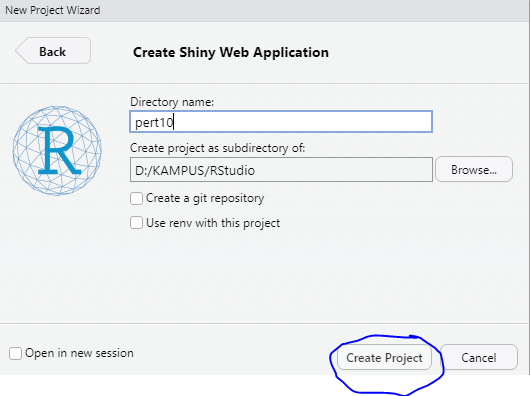 New Project Wizard
Back
Create Shiny Web Application
Directory name:
pert10
Create project as subdirectory of:
D:/KAMPUS/RStudio
Browse...
Create a git repository
Use renv with this project
R
Open in new session
Create Project
Cancel